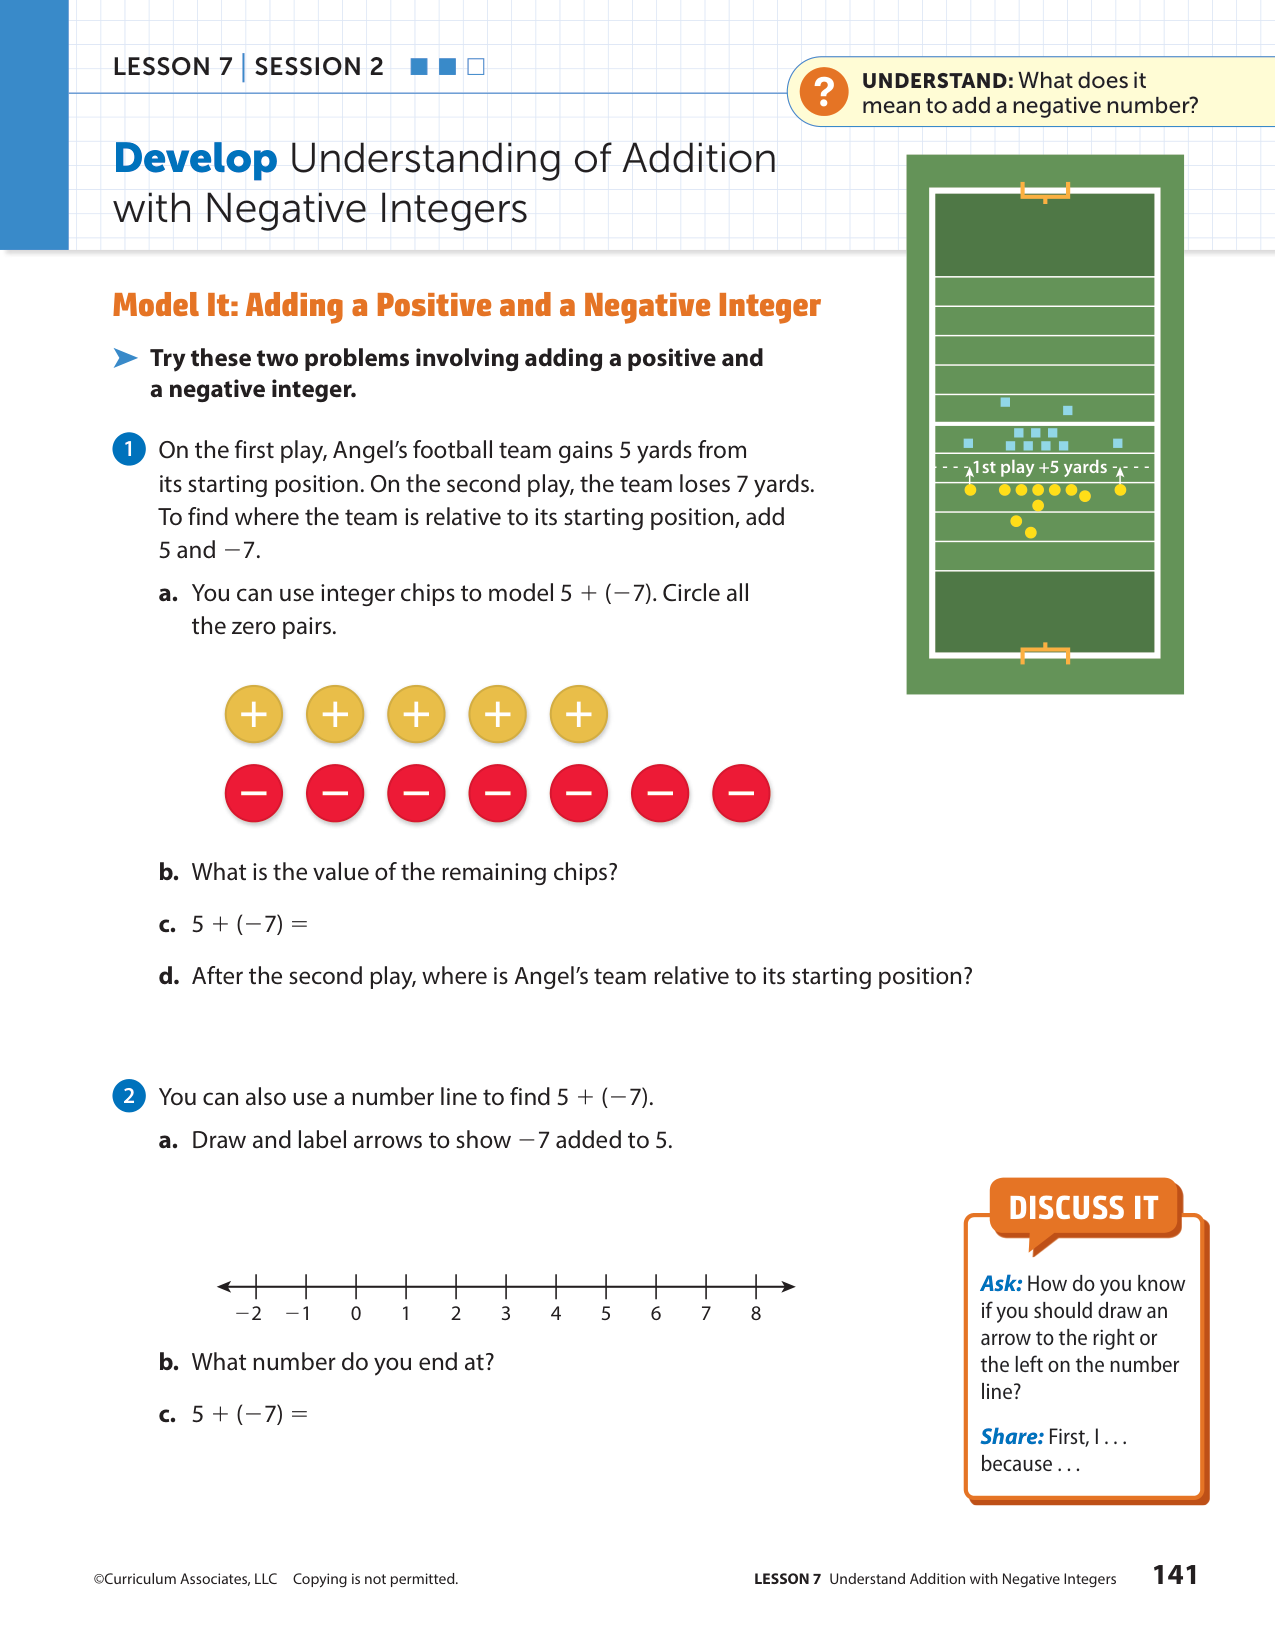 LESSON 7 | SESSION 2
? UNDERSTAND: What does it
mean to add a negative number?
Develop Understanding of Addition
with Negative Integers
Model It: Adding a Positive and a Negative Integer
Try these two problems involving adding a positive and
a negative integer.
1 On the first play, Angel’s football team gains 5 yards from
its starting position. On the second play, the team loses 7 yards.
To find where the team is relative to its starting position, add
5 and −7.
1st play +5 yards
a. You can use integer chips to model 5 + (−7). Circle all
the zero pairs.
+ + + + +
− − − − − − −
b. What is the value of the remaining chips?
c. 5 + (−7) =
d. After the second play, where is Angel’s team relative to its starting position?
2 You can also use a number line to find 5 + (−7).
a. Draw and label arrows to show −7 added to 5.
−2 −1 0 1 2 3 4 5 6 7 8
b. What number do you end at?
c. 5 + (−7) =
DISCUSS IT
Ask: How do you know
if you should draw an
arrow to the right or
the left on the number
line?
Share: First, I . . .
because . . .
©Curriculum Associates, LLC Copying is not permitted.
LESSON 7 Understand Addition with Negative Integers 141